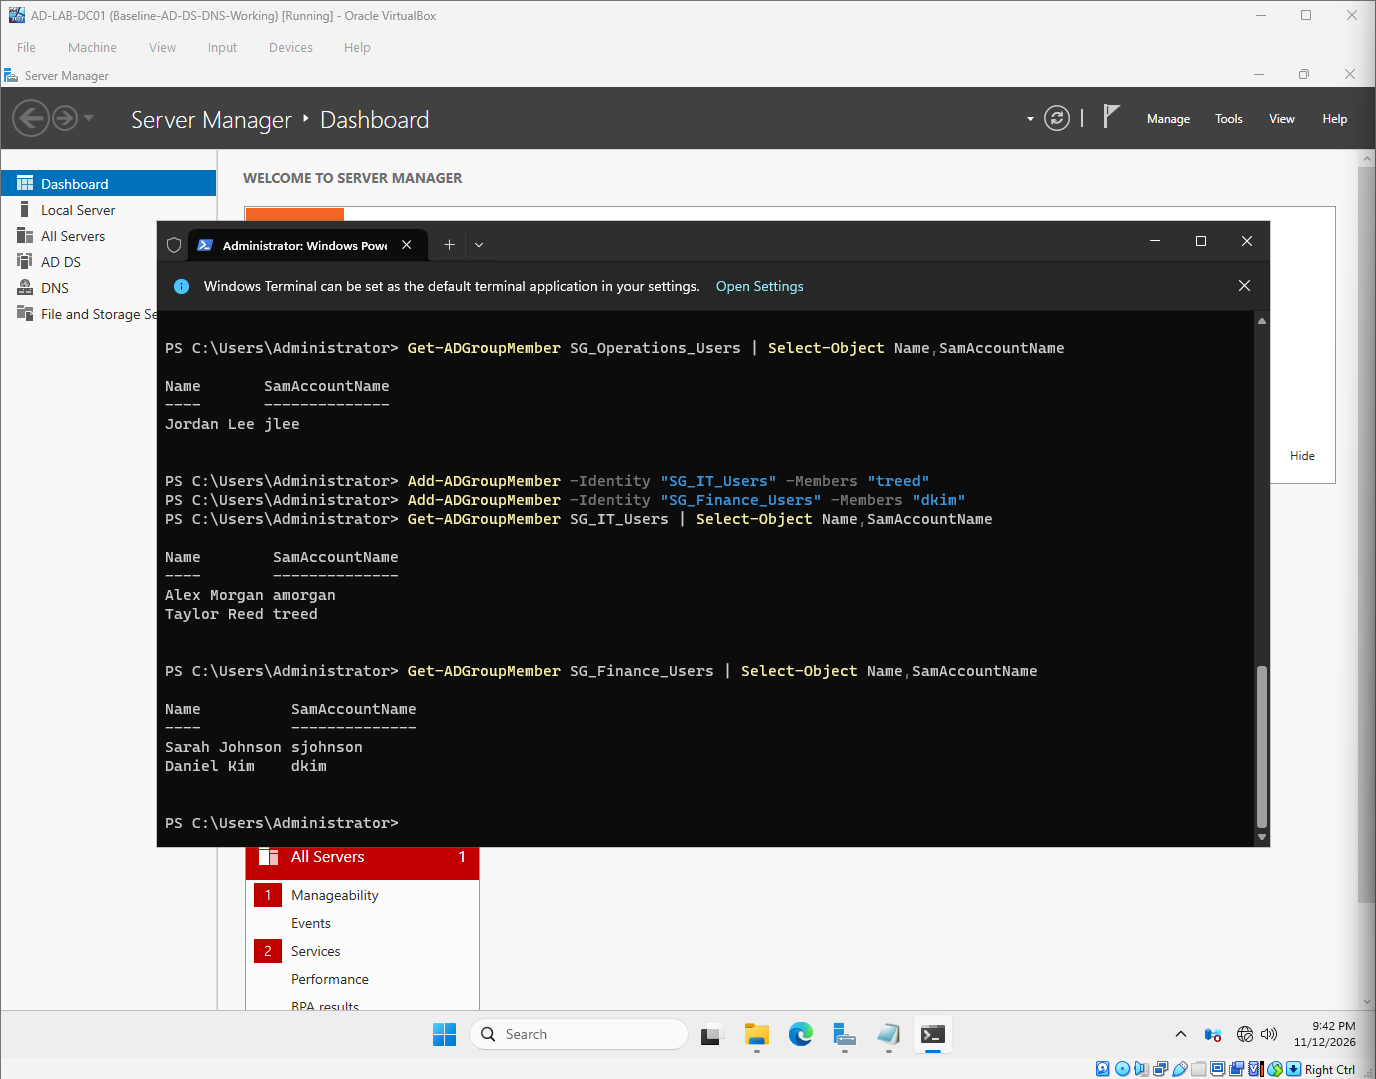 AD-LAB-DC01 (Baseline-AD-DS-DNS-Working) [Running] - Oracle VirtualBox
File Machine View Input Devices Help
Server Manager
Server Manager ‣ Dashboard
Manage Tools View Help
Dashboard
Local Server
All Servers
AD DS
DNS
File and Storage Se
WELCOME TO SERVER MANAGER
Administrator: Windows Powe
Windows Terminal can be set as the default terminal application in your settings. Open Settings
PS C:\Users\Administrator> Get-ADGroupMember SG_Operations_Users | Select-Object Name,SamAccountName
Name       SamAccountName
----       --------------
Jordan Lee jlee
PS C:\Users\Administrator> Add-ADGroupMember -Identity "SG_IT_Users" -Members "treed"
PS C:\Users\Administrator> Add-ADGroupMember -Identity "SG_Finance_Users" -Members "dkim"
PS C:\Users\Administrator> Get-ADGroupMember SG_IT_Users | Select-Object Name,SamAccountName
Name        SamAccountName
----        --------------
Alex Morgan amorgan
Taylor Reed treed
PS C:\Users\Administrator> Get-ADGroupMember SG_Finance_Users | Select-Object Name,SamAccountName
Name          SamAccountName
----          --------------
Sarah Johnson sjohnson
Daniel Kim    dkim
PS C:\Users\Administrator>
Hide
All Servers 1
1 Manageability
Events
2 Services
Performance
BPA results
Search
9:42 PM
11/12/2026
Right Ctrl